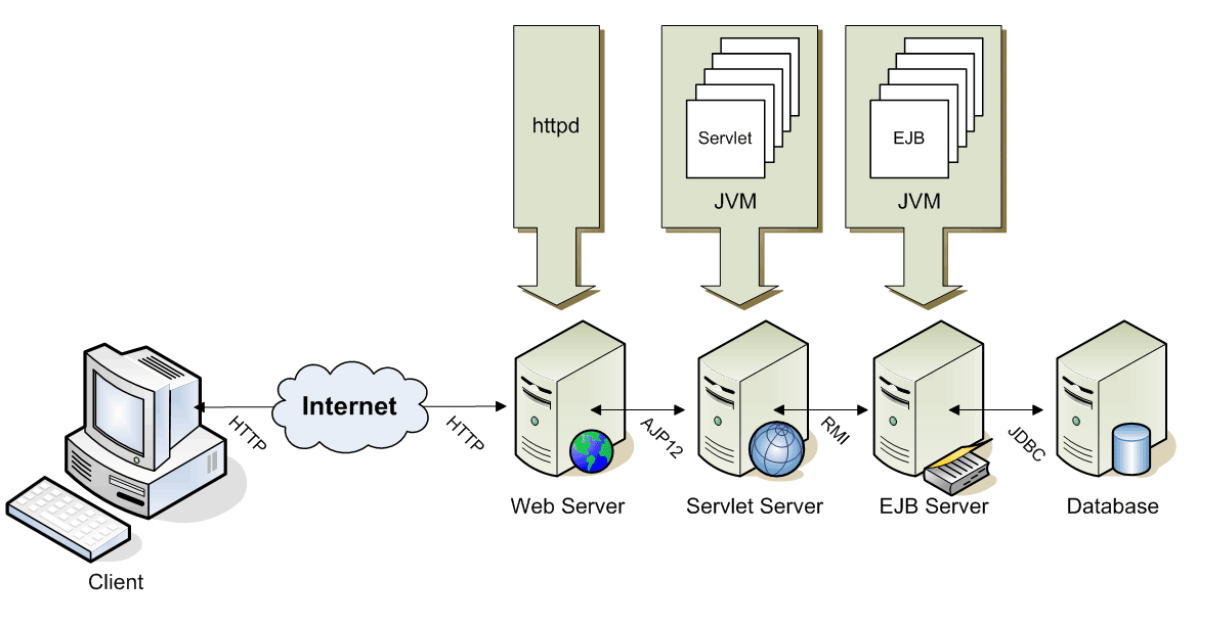 httpd
Servlet
JVM
EJB
JVM
Internet
HTTP
HTTP
AJP12
RMI
JDBC
Web Server
Servlet Server
EJB Server
Database
Client